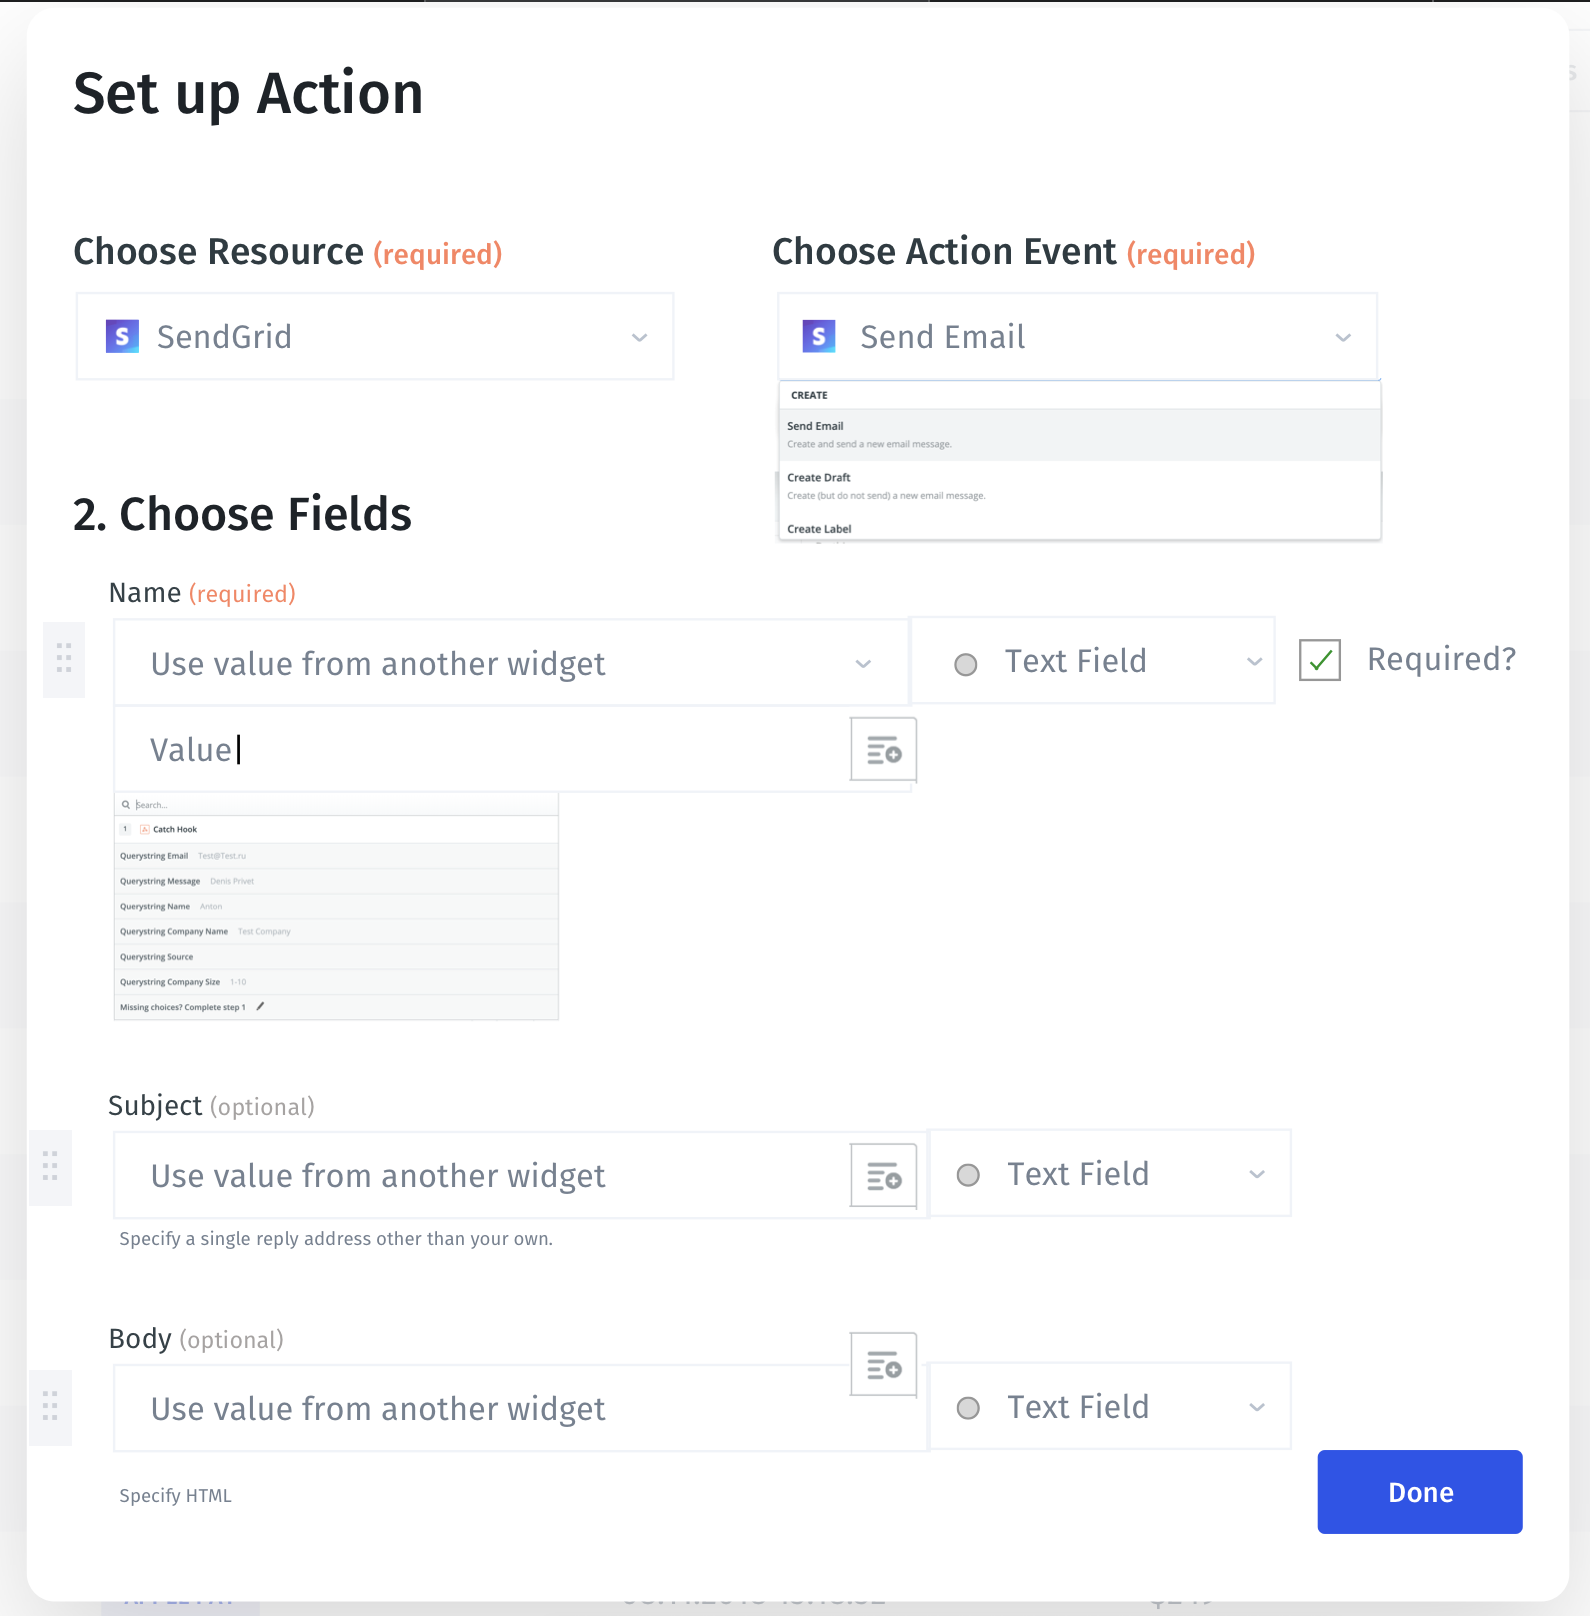 Set up Action
Choose Resource (required)
Choose Action Event (required)
S SendGrid
S Send Email
CREATE
Send Email
Create and send a new email message.
Create Draft
Create (but do not send) a new email message.
Create Label
2. Choose Fields
Name (required)
Use value from another widget
Text Field
Required?
Value
Search...
1 Catch Hook
Querystring Email Test@Test.ru
Querystring Message Denis Privet
Querystring Name Anton
Querystring Company Name Test Company
Querystring Source
Querystring Company Size 1-10
Missing choices? Complete step 1
Subject (optional)
Use value from another widget
Text Field
Specify a single reply address other than your own.
Body (optional)
Use value from another widget
Text Field
Specify HTML
Done